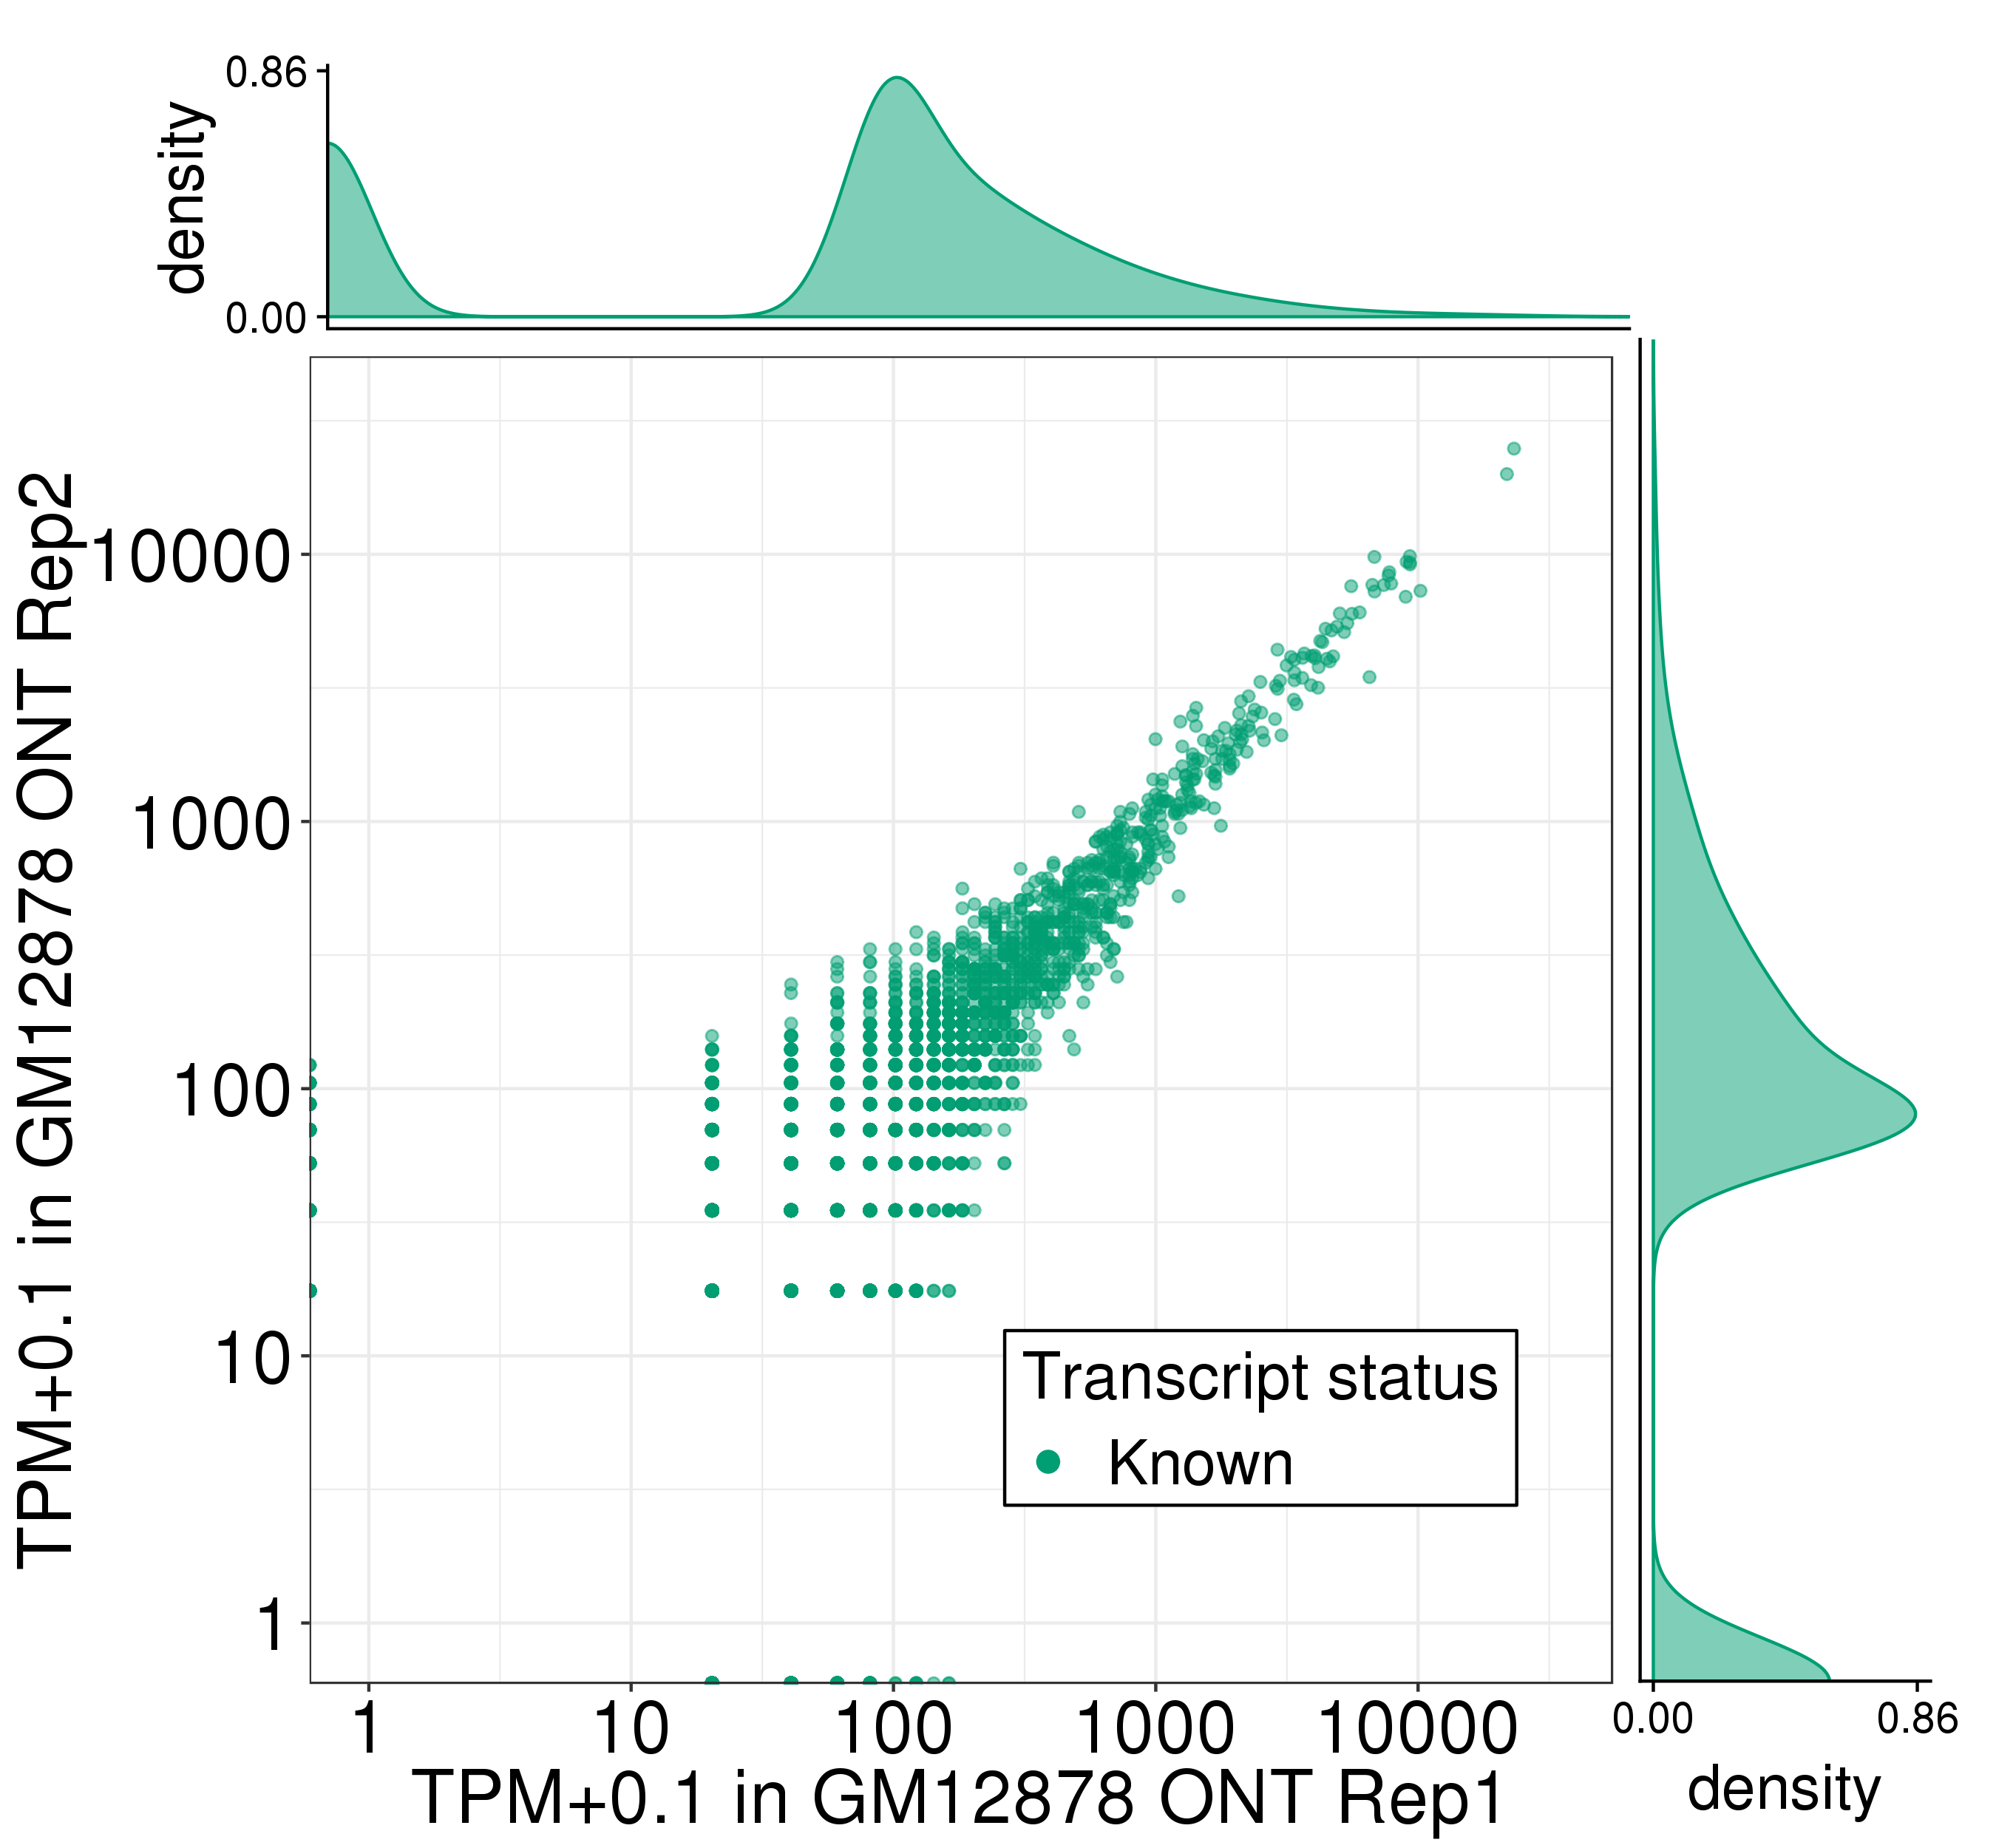 0.86
density
0.00
TPM+0.1 in GM12878 ONT Rep2
10000
1000
100
10
1
Transcript status
Known
1
10
100
1000
10000
TPM+0.1 in GM12878 ONT Rep1
0.00
0.86
density